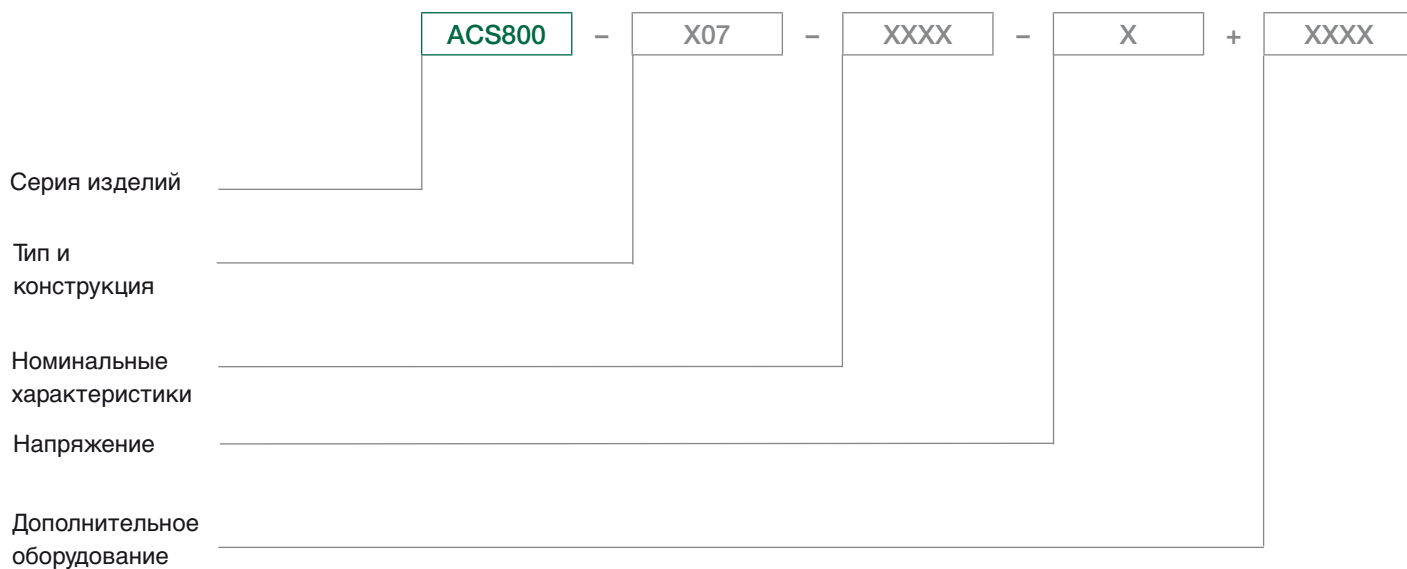 ACS800 – X07 – XXXX – X + XXXX
Серия изделий
Тип и
конструкция
Номинальные
характеристики
Напряжение
Дополнительное
оборудование